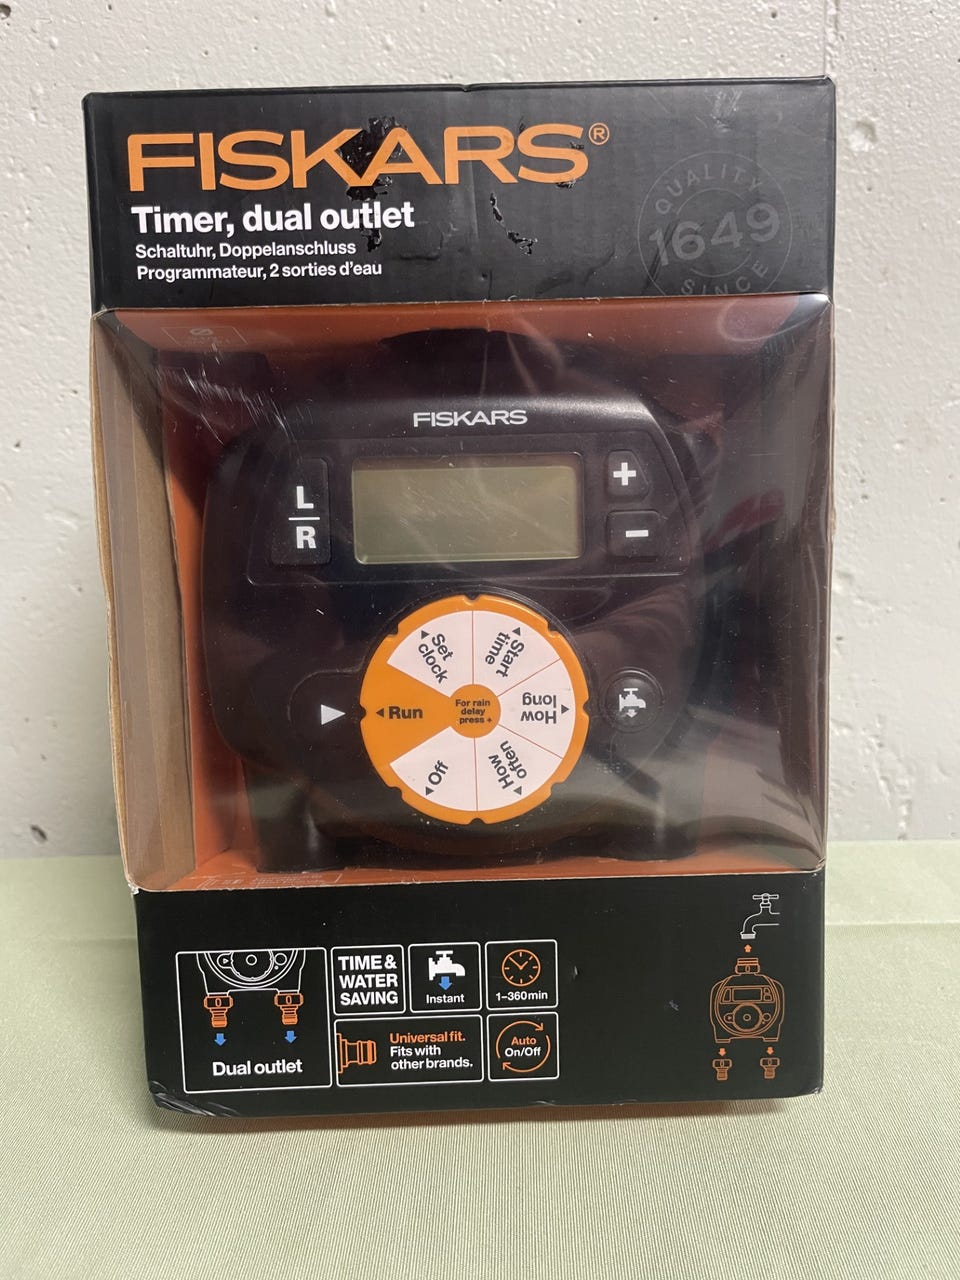 FISKARS®
Timer, dual outlet
Schaltuhr, Doppelanschluss
Programmateur, 2 sorties d'eau
QUALITY
1649
SINCE
FISKARS
L
R
+
-
Set
clock
Start
time
Run
For rain
delay
press +
How
long
Off
How
often
Dual outlet
TIME &
WATER
SAVING
Instant
1-360min
Universal fit.
Fits with
other brands.
Auto
On/Off